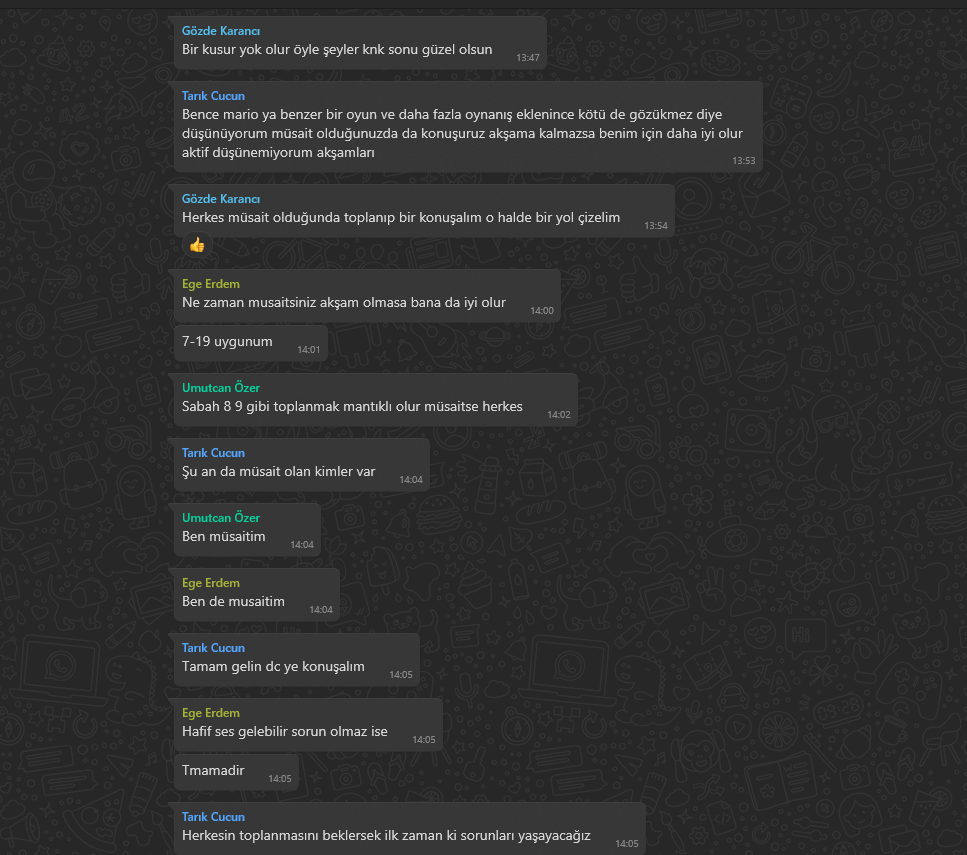 Gözde Karancı
Bir kusur yok olur öyle şeyler knk sonu güzel olsun
13:47
Tarık Cucun
Bence mario ya benzer bir oyun ve daha fazla oynanış eklenince kötü de gözükmez diye
düşünüyorum müsait olduğunuzda da konuşuruz akşama kalmazsa benim için daha iyi olur
aktif düşünemiyorum akşamları
13:53
Gözde Karancı
Herkes müsait olduğunda toplanıp bir konuşalım o halde bir yol çizelim
13:54
👍
Ege Erdem
Ne zaman musaitsiniz akşam olmasa bana da iyi olur
14:00
7-19 uygunum
14:01
Umutcan Özer
Sabah 8 9 gibi toplanmak mantıklı olur müsaitse herkes
14:02
Tarık Cucun
Şu an da müsait olan kimler var
14:04
Umutcan Özer
Ben müsaitim
14:04
Ege Erdem
Ben de musaitim
14:04
Tarık Cucun
Tamam gelin dc ye konuşalım
14:05
Ege Erdem
Hafif ses gelebilir sorun olmaz ise
14:05
Tmamadir
14:05
Tarık Cucun
Herkesin toplanmasını beklersek ilk zaman ki sorunları yaşayacağız
14:05